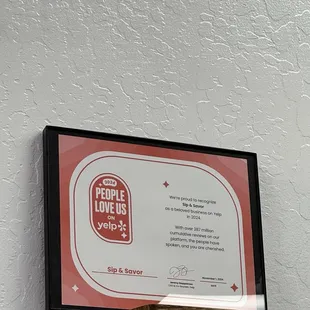 2024
PEOPLE
LOVE US
ON
yelp
We're proud to recognize
Sip & Savor
as a beloved business on Yelp
in 2024.
With over 287 million
cumulative reviews on our
platform, the people have
spoken, and you are cherished.
Sip & Savor